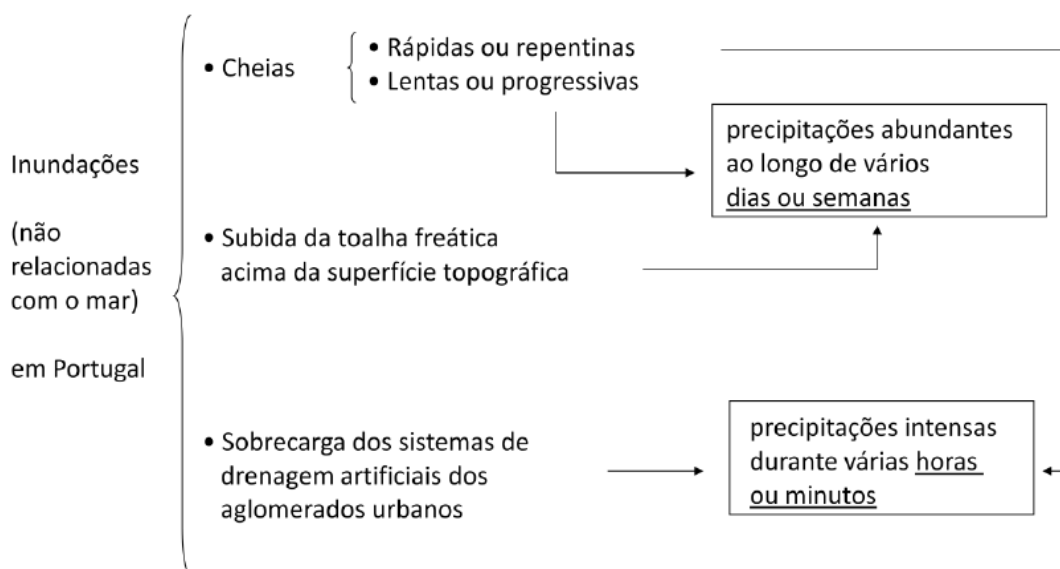 Inundações
(não
relacionadas
com o mar)
em Portugal
• Cheias
• Rápidas ou repentinas
• Lentas ou progressivas
precipitações abundantes
ao longo de vários
dias ou semanas
• Subida da toalha freática
acima da superfície topográfica
• Sobrecarga dos sistemas de
drenagem artificiais dos
aglomerados urbanos
precipitações intensas
durante várias horas
ou minutos